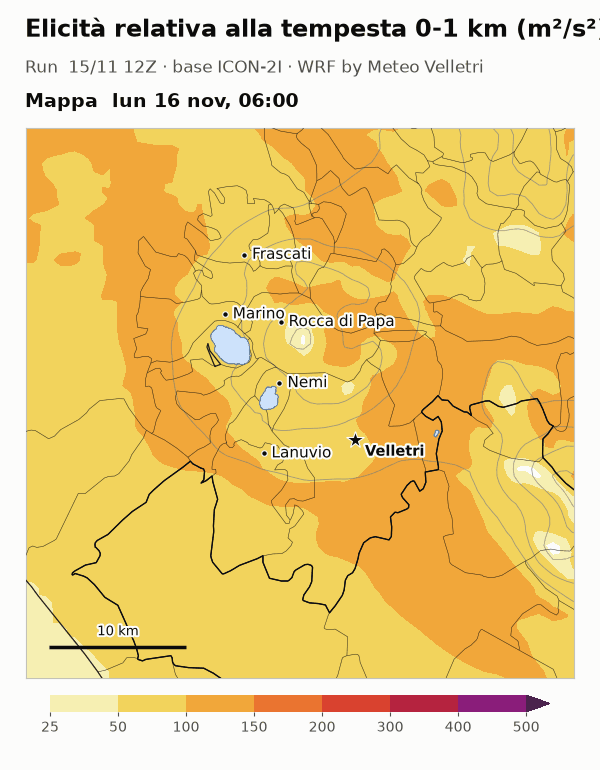 Elicità relativa alla tempesta 0-1 km (m²/s²)
Run 15/11 12Z · base ICON-2I · WRF by Meteo Velletri
Mappa lun 16 nov, 06:00
Frascati
Marino
Rocca di Papa
Nemi
Velletri
Lanuvio
10 km
25 50 100 150 200 300 400 500